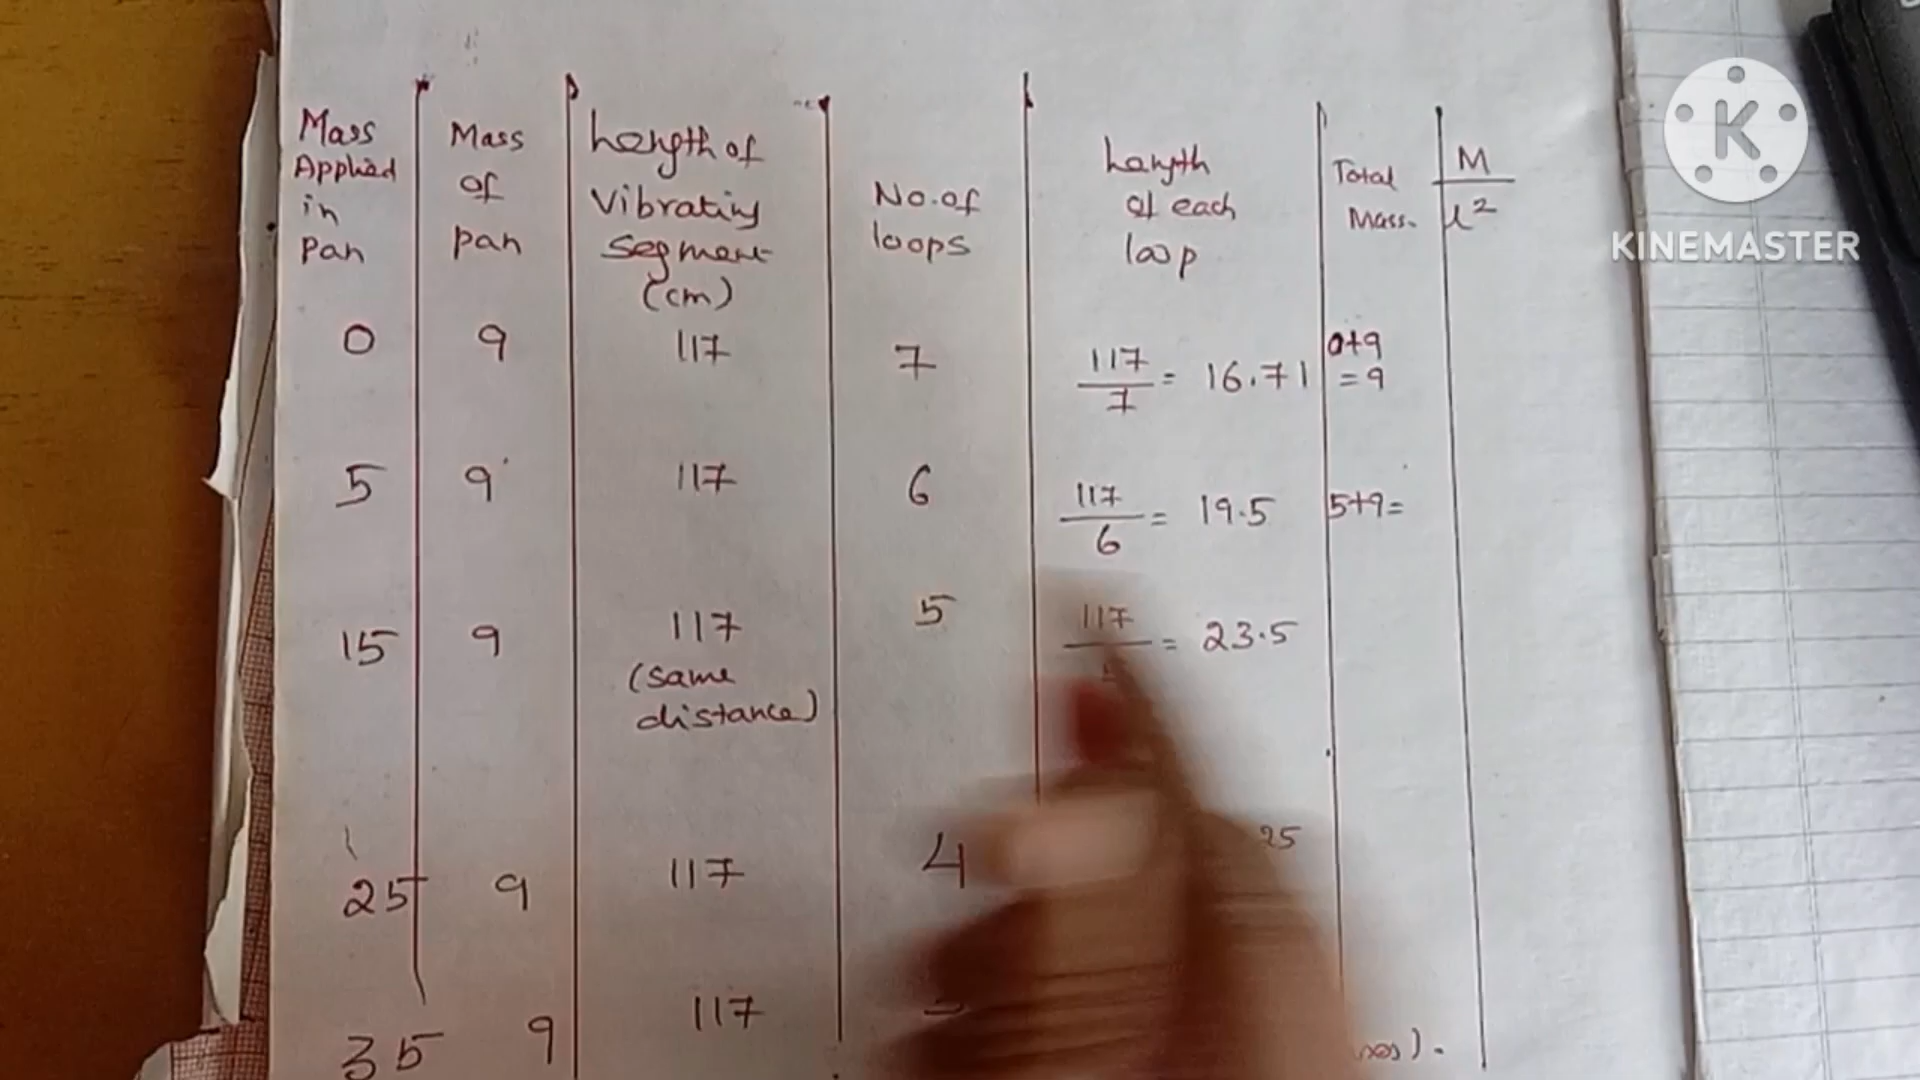 Mass Applied in Pan
Mass of pan
Length of Vibrating Segment (cm)
No. of loops
Length of each loop
Total Mass.
M
l²
0 9 117 7 117/7 = 16.71 0+9 = 9
5 9 117 6 117/6 = 19.5 5+9=
15 9 117 (same distance) 5 117 = 23.5
25 9 117 4 25
35 9 117
K
KINEMASTER